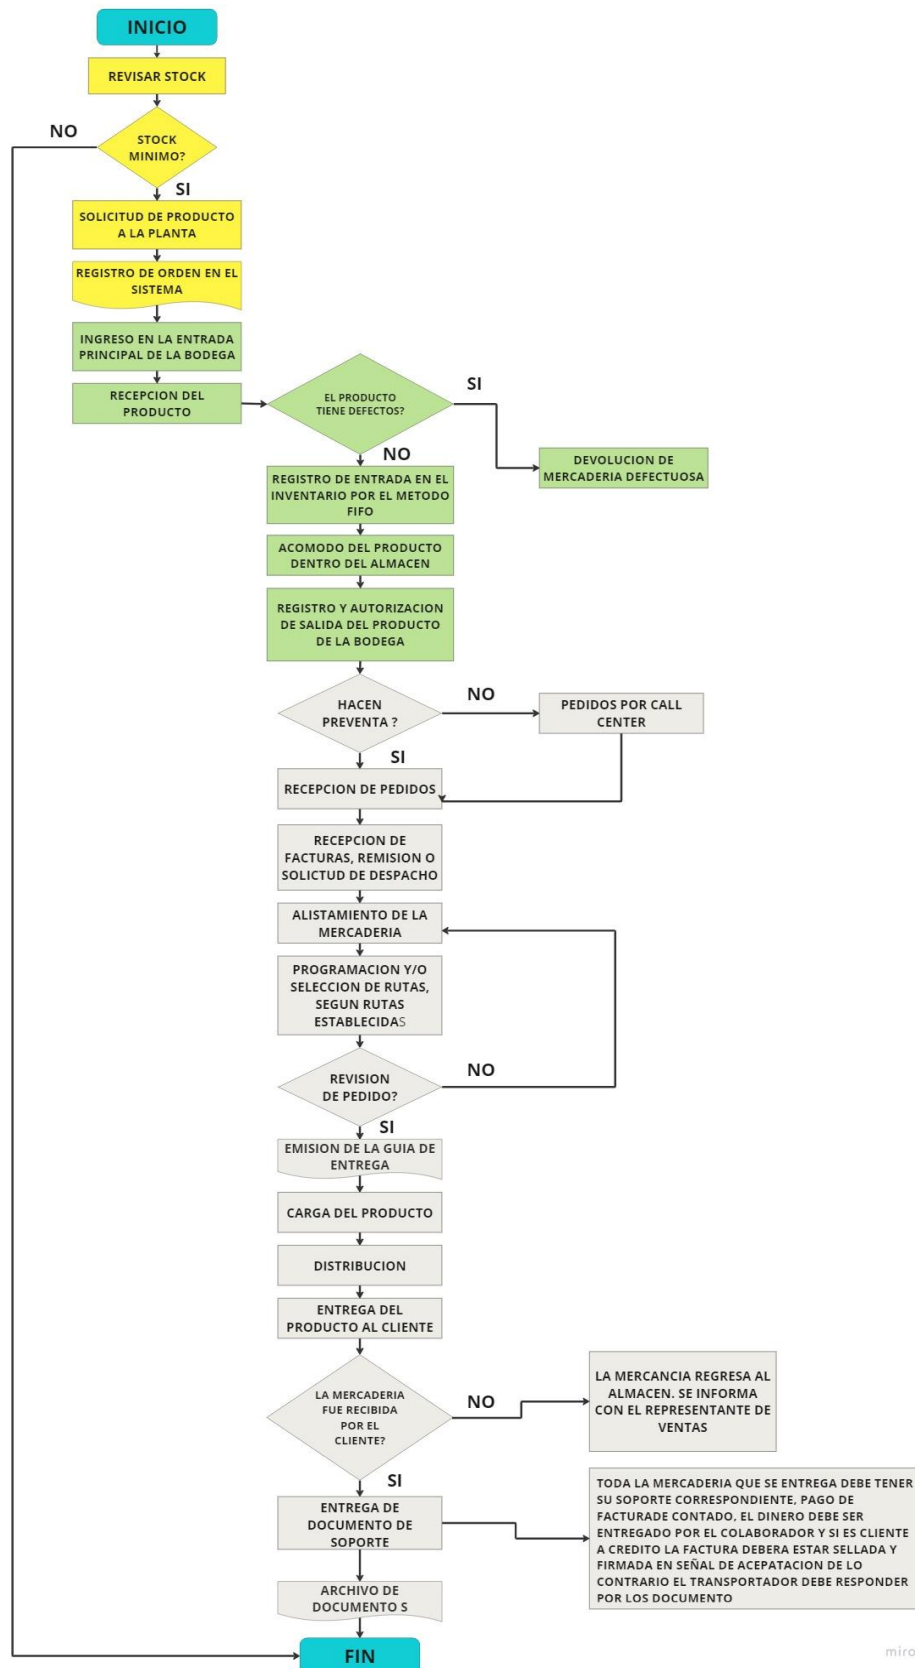 INICIO
REVISAR STOCK
NO
STOCK
MINIMO?
SI
SOLICITUD DE PRODUCTO
A LA PLANTA
REGISTRO DE ORDEN EN EL
SISTEMA
INGRESO EN LA ENTRADA
PRINCIPAL DE LA BODEGA
RECEPCION DEL
PRODUCTO
EL PRODUCTO
TIENE DEFECTOS?
SI
DEVOLUCION DE
MERCADERIA DEFECTUOSA
NO
REGISTRO DE ENTRADA EN EL
INVENTARIO POR EL METODO
FIFO
ACOMODO DEL PRODUCTO
DENTRO DEL ALMACEN
REGISTRO Y AUTORIZACION
DE SALIDA DEL PRODUCTO
DE LA BODEGA
HACEN
PREVENTA ?
NO
PEDIDOS POR CALL
CENTER
SI
RECEPCION DE PEDIDOS
RECEPCION DE
FACTURAS, REMISION O
SOLICTUD DE DESPACHO
ALISTAMIENTO DE LA
MERCADERIA
PROGRAMACION Y/O
SELECCION DE RUTAS,
SEGUN RUTAS
ESTABLECIDAS
REVISION
DE PEDIDO?
NO
SI
EMISION DE LA GUIA DE
ENTREGA
CARGA DEL PRODUCTO
DISTRIBUCION
ENTREGA DEL
PRODUCTO AL CLIENTE
LA MERCADERIA
FUE RECIBIDA
POR EL
CLIENTE?
NO
LA MERCANCIA REGRESA AL
ALMACEN. SE INFORMA
CON EL REPRESENTANTE DE
VENTAS
SI
ENTREGA DE
DOCUMENTO DE
SOPORTE
TODA LA MERCADERIA QUE SE ENTREGA DEBE TENER
SU SOPORTE CORRESPONDIENTE, PAGO DE
FACTURADE CONTADO, EL DINERO DEBE SER
ENTREGADO POR EL COLABORADOR Y SI ES CLIENTE
A CREDITO LA FACTURA DEBERA ESTAR SELLADA Y
FIRMADA EN SEÑAL DE ACEPATACION DE LO
CONTRARIO EL TRANSPORTADOR DEBE RESPONDER
POR LOS DOCUMENTO
ARCHIVO DE
DOCUMENTO S
FIN
miro